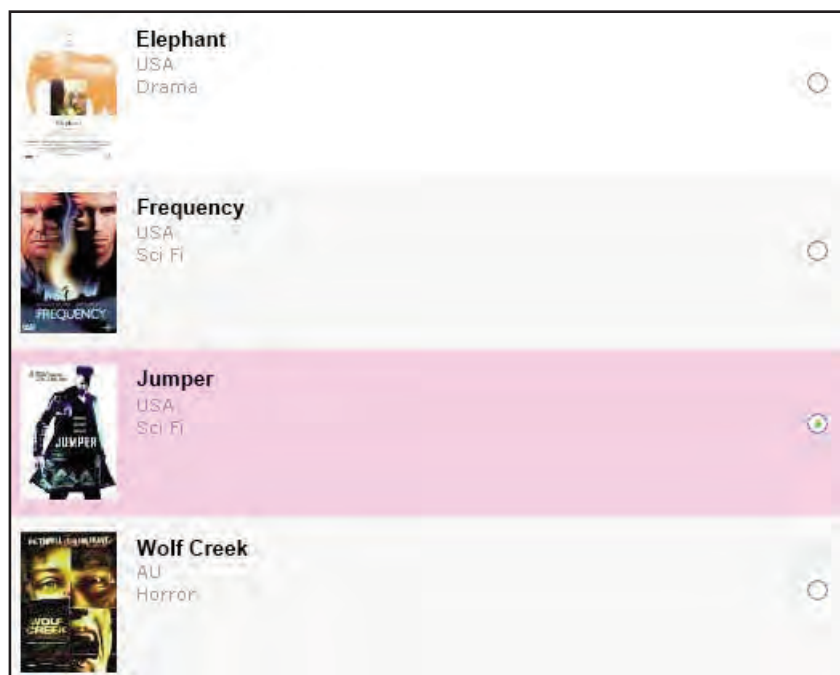 Elephant
USA
Drama
FREQUENCY
Frequency
USA
Sci Fi
JUMPER
Jumper
USA
Sci Fi
WOLF
CREEK
Wolf Creek
AU
Horror